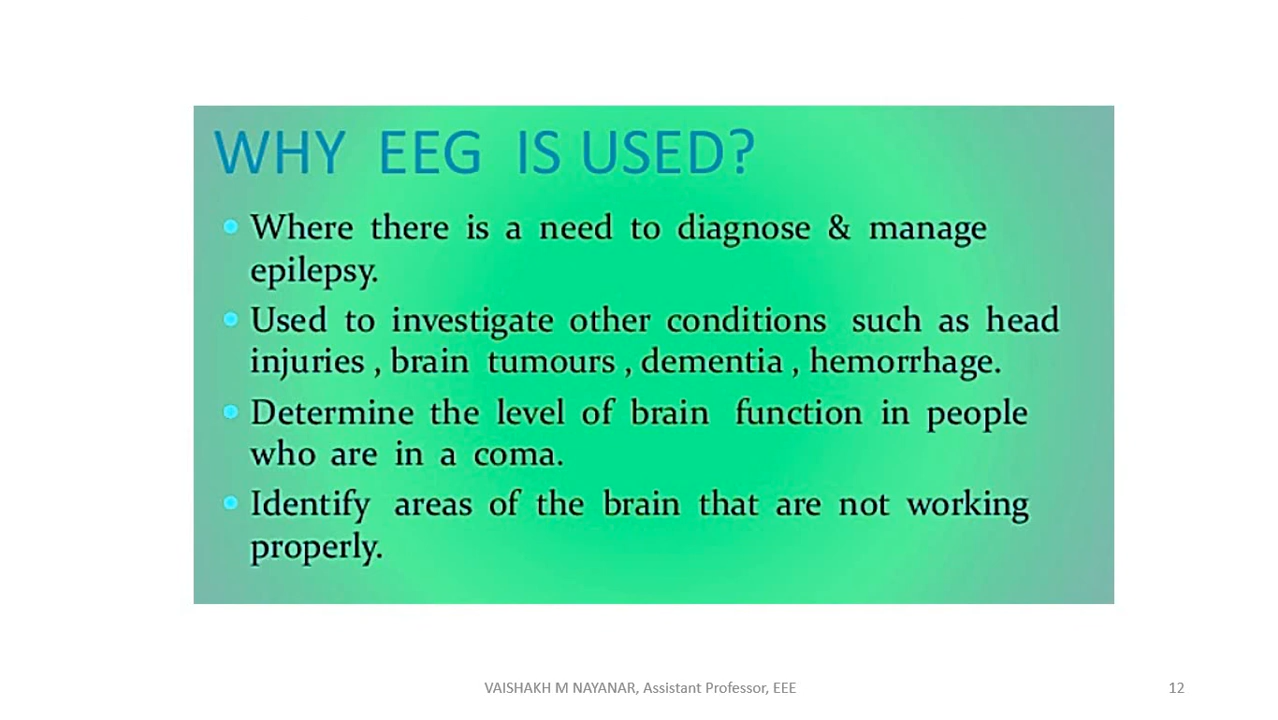 WHY EEG IS USED?
Where there is a need to diagnose & manage
epilepsy.
Used to investigate other conditions such as head
injuries , brain tumours , dementia , hemorrhage.
Determine the level of brain function in people
who are in a coma.
Identify areas of the brain that are not working
properly.
VAISHAKH M NAYANAR, Assistant Professor, EEE
12